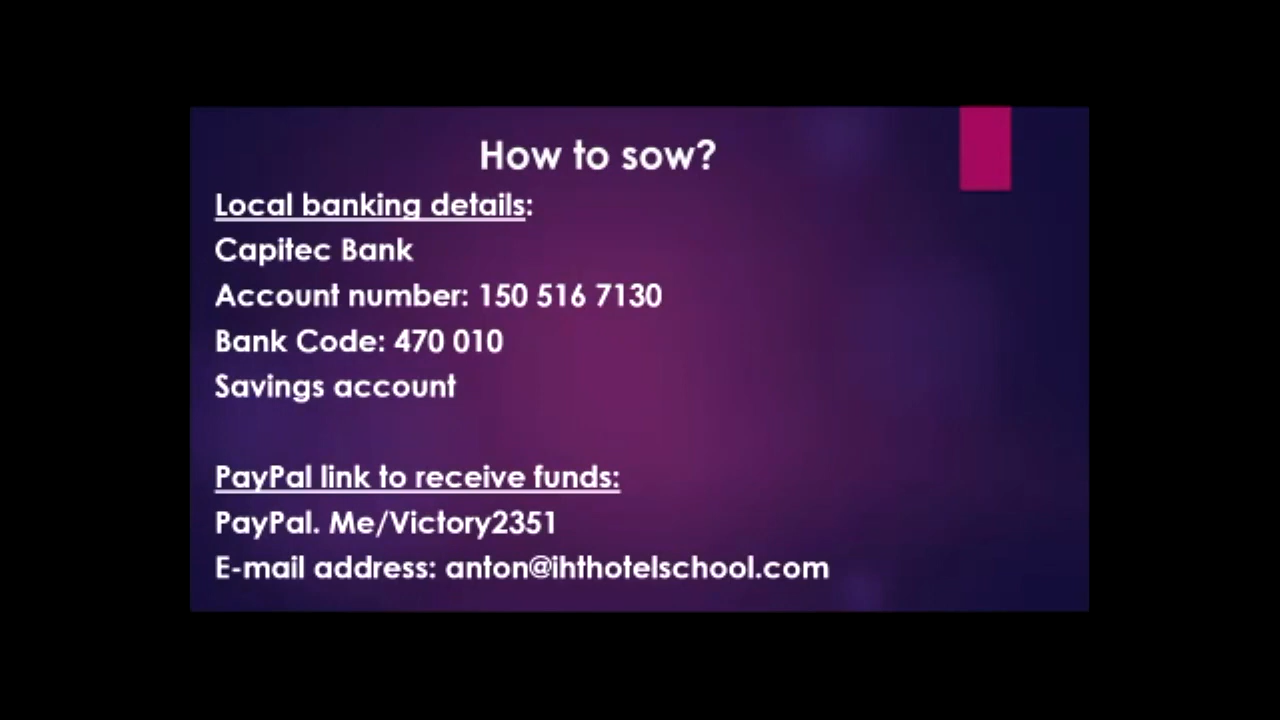 How to sow?
Local banking details:
Capitec Bank
Account number: 150 516 7130
Bank Code: 470 010
Savings account
PayPal link to receive funds:
PayPal. Me/Victory2351
E-mail address: anton@ihthotelschool.com